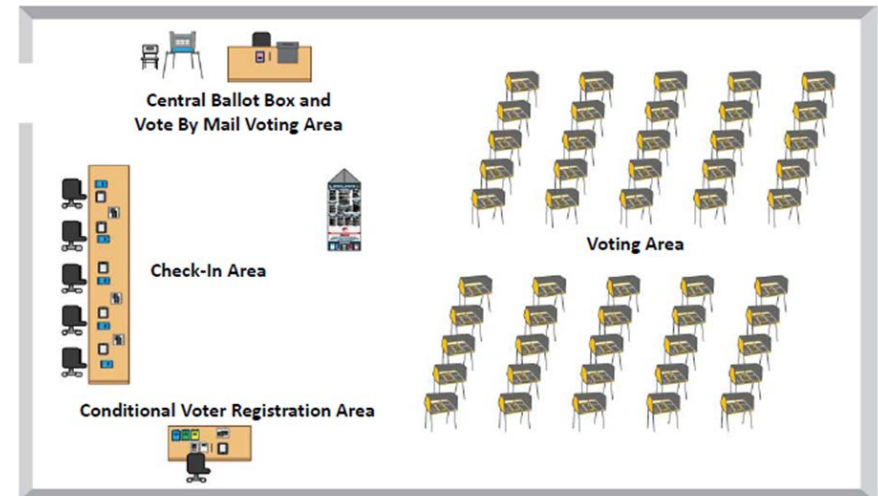 Central Ballot Box and
Vote By Mail Voting Area
Voting Area
Check-In Area
Conditional Voter Registration Area